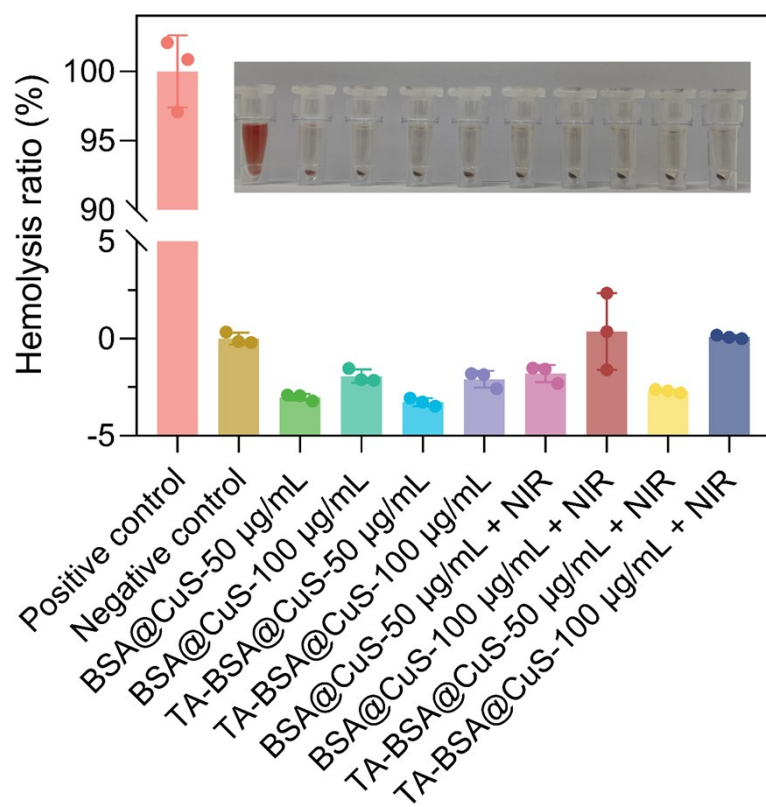 Hemolysis ratio (%)
100
95
90
5
0
-5
Positive control
Negative control
BSA@CuS-50 μg/mL
BSA@CuS-100 μg/mL
TA-BSA@CuS-50 μg/mL
TA-BSA@CuS-100 μg/mL
BSA@CuS-50 μg/mL + NIR
BSA@CuS-100 μg/mL + NIR
TA-BSA@CuS-50 μg/mL + NIR
TA-BSA@CuS-100 μg/mL + NIR